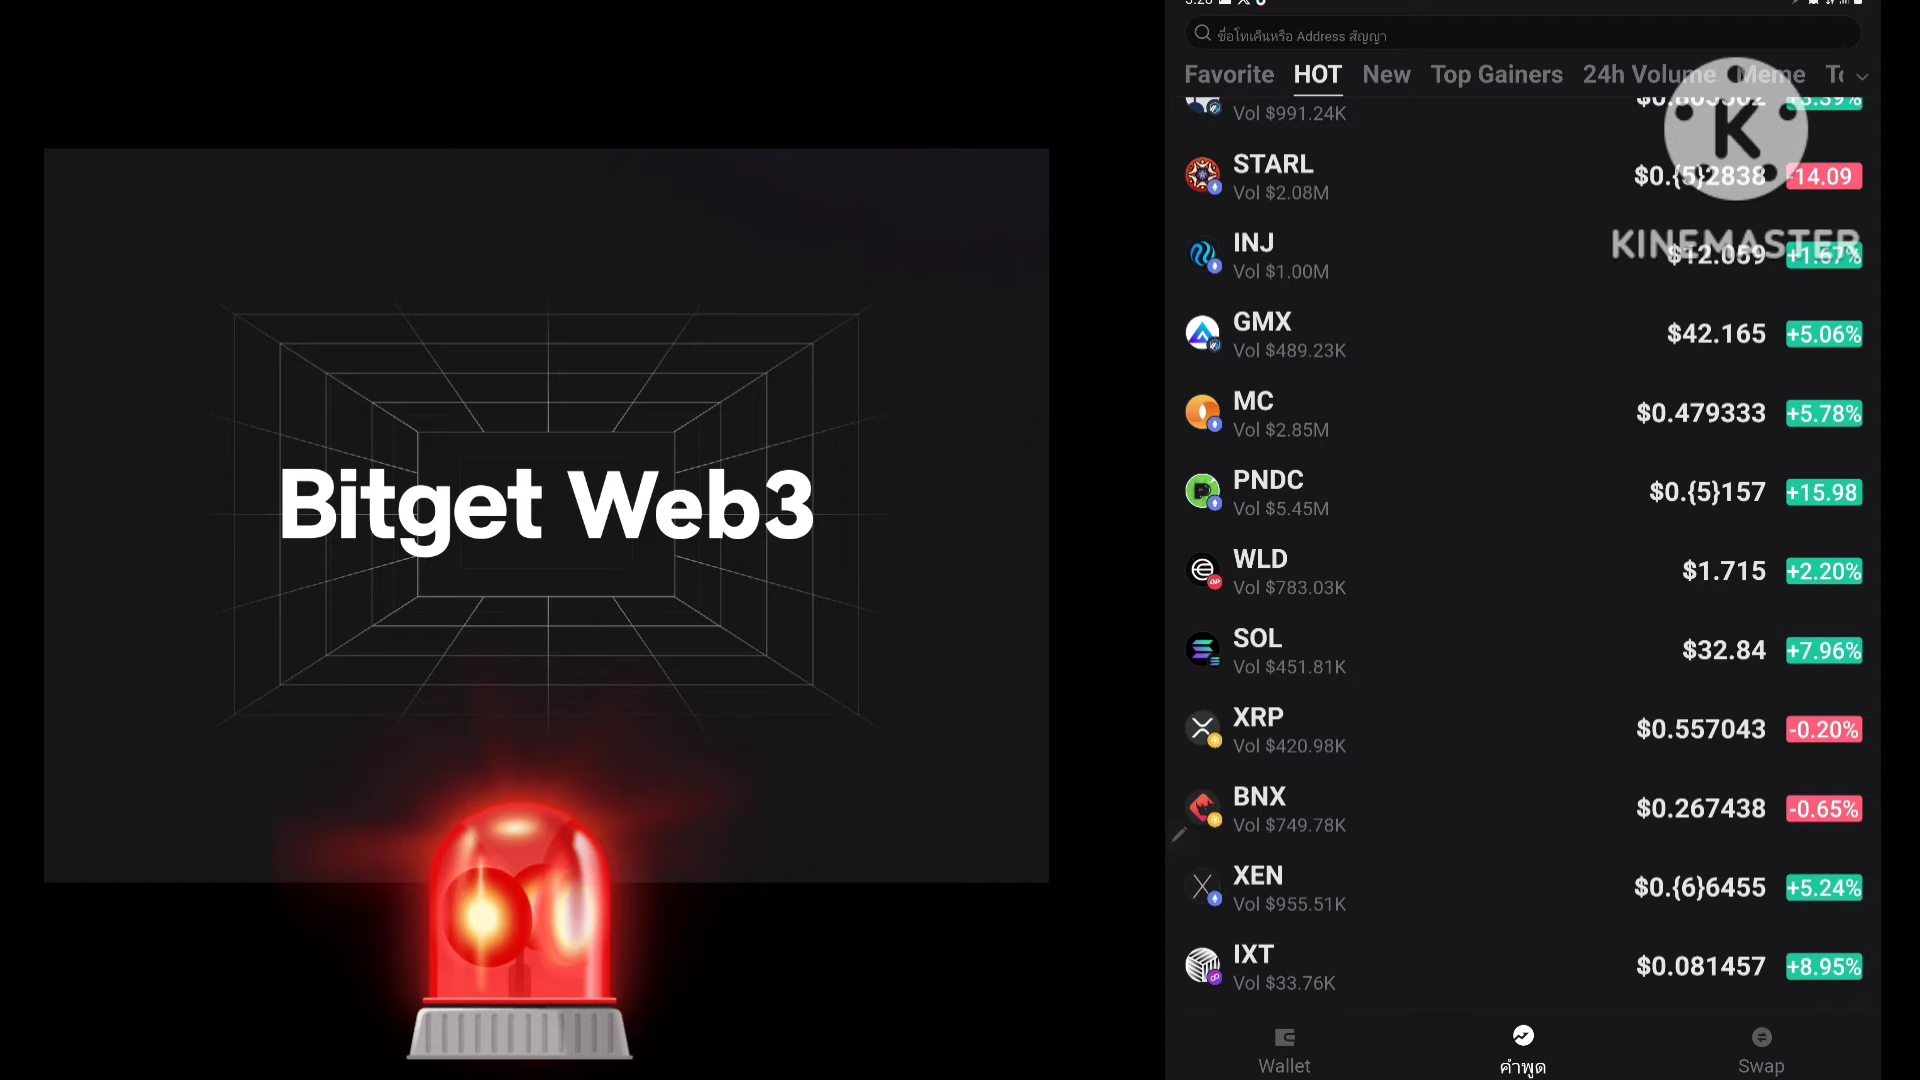 Bitget Web3
ชื่อโทเค็นหรือ Address สัญญา
Favorite HOT New Top Gainers 24h Volume Meme
Vol $991.24K
STARL
Vol $2.08M
$0.{5}2838 -14.09
INJ
Vol $1.00M
$12.059 +1.67%
K
KINEMASTER
GMX
Vol $489.23K
$42.165 +5.06%
MC
Vol $2.85M
$0.479333 +5.78%
PNDC
Vol $5.45M
$0.{5}157 +15.98
WLD
Vol $783.03K
$1.715 +2.20%
SOL
Vol $451.81K
$32.84 +7.96%
XRP
Vol $420.98K
$0.557043 -0.20%
BNX
Vol $749.78K
$0.267438 -0.65%
XEN
Vol $955.51K
$0.{6}6455 +5.24%
IXT
Vol $33.76K
$0.081457 +8.95%
Wallet คำพูด Swap